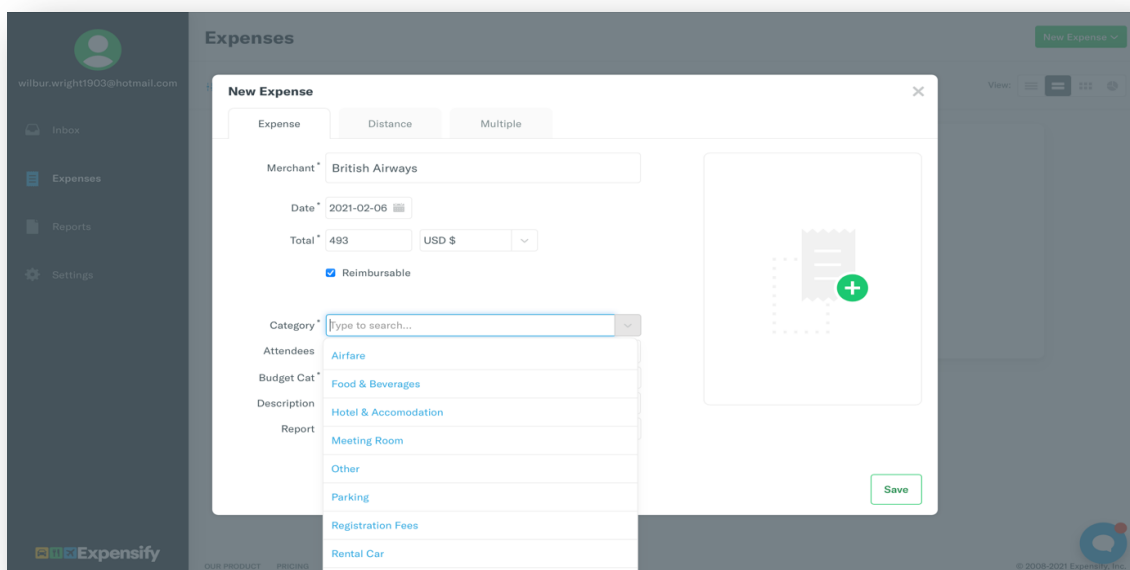 Expenses
New Expense
wilbur.wright1903@hotmail.com
View:
New Expense
Expense Distance Multiple
Inbox
Merchant* British Airways
Expenses
Date* 2021-02-06
Reports
Total* 493 USD $
Settings
Reimbursable
Category* Type to search...
Attendees
Airfare
Budget Cat*
Food & Beverages
Description
Hotel & Accomodation
Report
Meeting Room
Other
Parking
Save
Registration Fees
Rental Car
Expensify
OUR PRODUCT PRICING
© 2008-2021 Expensify, Inc.